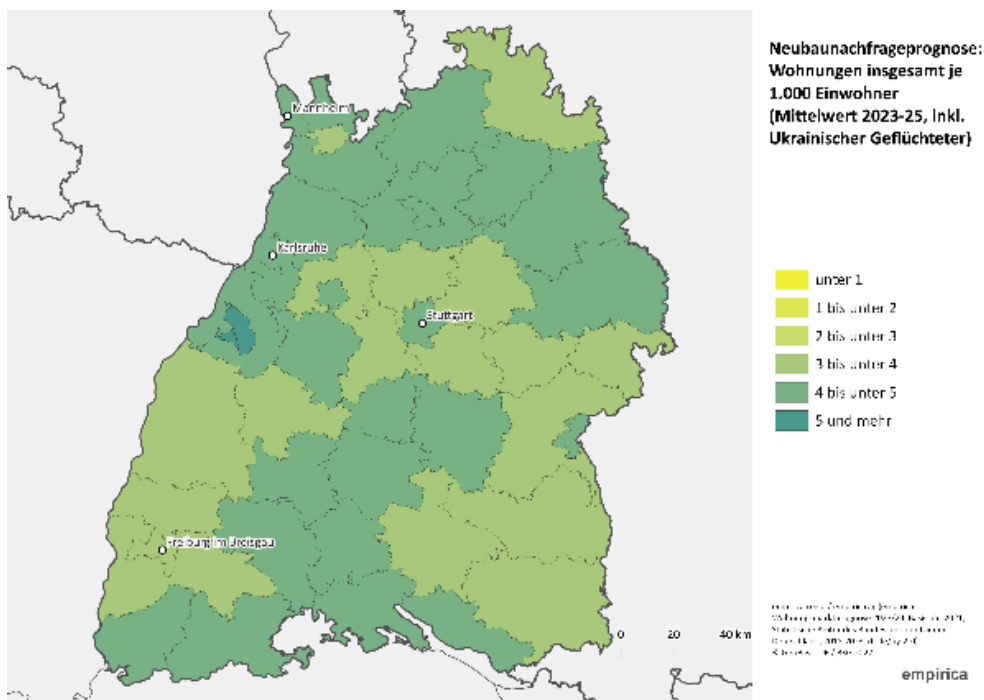 Neubaunachfrageprognose:
Wohnungen insgesamt je
1.000 Einwohner
(Mittelwert 2023-25, inkl.
Ukrainischer Geflüchteter)
Mannheim
Karlsruhe
Stuttgart
Freiburg im Breisgau
unter 1
1 bis unter 2
2 bis unter 3
3 bis unter 4
4 bis unter 5
5 und mehr
0 20 40 km
empirica